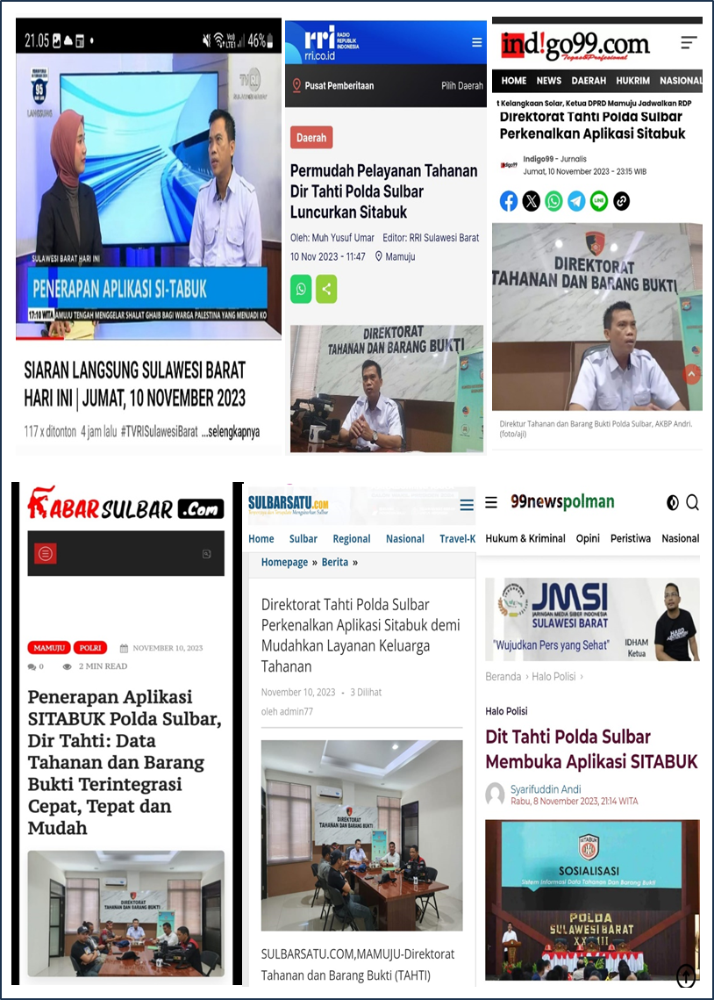 21.05
46%
95
LANGSUNG
TVRI
SULAWESI BARAT HARI INI
PENERAPAN APLIKASI SI-TABUK
17:10 WITA AMUJU TENGAH MENGGELAR SHALAT GHAIB BAGI WARGA PALESTINA YANG MENJADI KO
SIARAN LANGSUNG SULAWESI BARAT
HARI INI | JUMAT, 10 NOVEMBER 2023
117 x ditonton 4 jam lalu #TVRISulawesiBarat ...selengkapnya
rri RADIO REPUBLIK INDONESIA
rri.co.id
Pusat Pemberitaan Pilih Daerah
Daerah
Permudah Pelayanan Tahanan
Dir Tahti Polda Sulbar
Luncurkan Sitabuk
Oleh: Muh Yusuf Umar Editor: RRI Sulawesi Barat
10 Nov 2023 - 11:47 Mamuju
DIREKTORAT
TAHANAN DAN BARANG BUKTI
ind!go99.com
Tegas&Profesional
HOME NEWS DAERAH HUKRIM NASIONAL
t Kelangkaan Solar, Ketua DPRD Mamuju Jadwalkan RDP
Direktorat Tahti Polda Sulbar
Perkenalkan Aplikasi Sitabuk
Indigo99 - Jurnalis
Jumat, 10 November 2023 - 23:15 WIB
DIREKTORAT
TAHANAN DAN BARANG BUKTI
Direktur Tahanan dan Barang Bukti Polda Sulbar, AKBP Andri.
(foto/aji)
KABAR SULBAR .Com
MAMUJU POLRI NOVEMBER 10, 2023
0 2 MIN READ
Penerapan Aplikasi
SITABUK Polda Sulbar,
Dir Tahti: Data
Tahanan dan Barang
Bukti Terintegrasi
Cepat, Tepat dan
Mudah
DIREKTORAT
TAHANAN DAN BARANG BUKTI
SULBARSATU.COM
Home Sulbar Regional Nasional Travel-K
Homepage » Berita »
Direktorat Tahti Polda Sulbar
Perkenalkan Aplikasi Sitabuk demi
Mudahkan Layanan Keluarga
Tahanan
November 10, 2023 - 3 Dilihat
oleh admin77
DIREKTORAT
TAHANAN DAN BARANG BUKTI
SULBARSATU.COM,MAMUJU-Direktorat
Tahanan dan Barang Bukti (TAHTI)
99newspolman
Hukum & Kriminal Opini Peristiwa Nasional
JMSI
JARINGAN MEDIA SIBER INDONESIA
SULAWESI BARAT
"Wujudkan Pers yang Sehat"
IDHAM
Ketua
Beranda › Halo Polisi ›
Halo Polisi
Dit Tahti Polda Sulbar
Membuka Aplikasi SITABUK
Syarifuddin Andi
Rabu, 8 November 2023, 21:14 WITA
SITABUK
SOSIALISASI
Sistem Informasi Data Tahanan Dan Barang Bukti
POLDA
SULAWESI BARAT